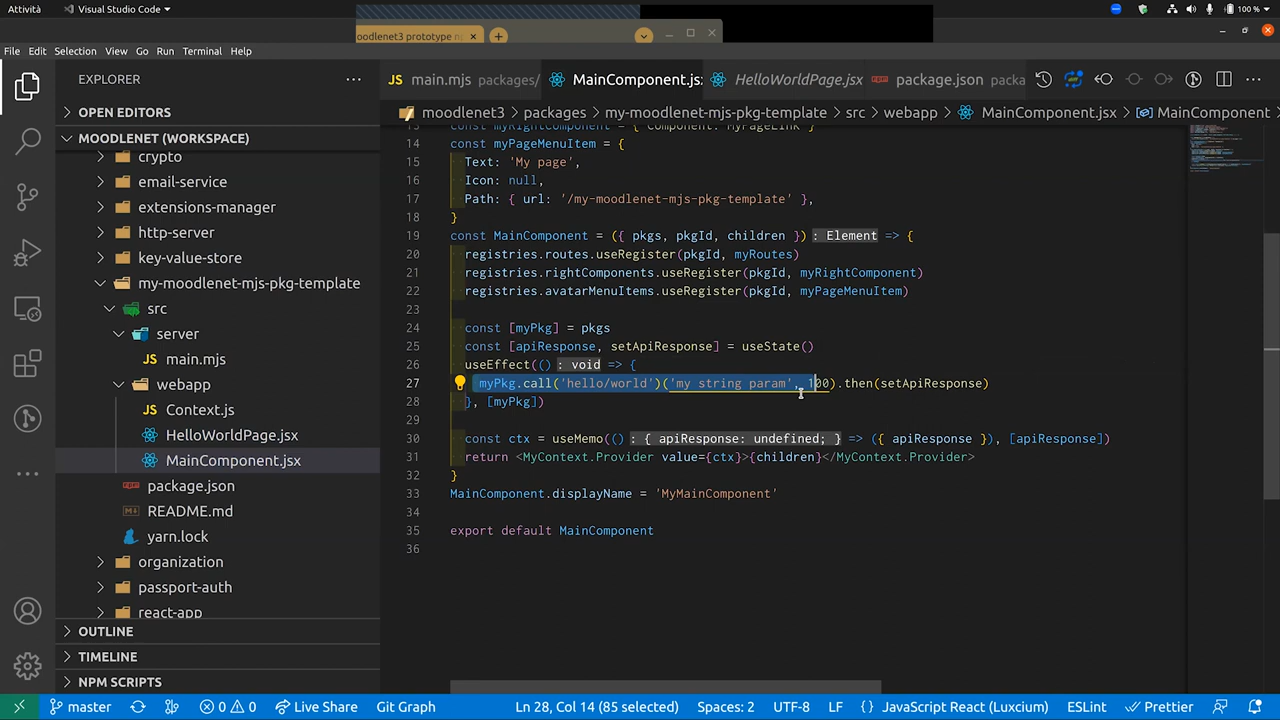 Attività
Visual Studio Code
100 %
oodlenet3 prototype n
File Edit Selection View Go Run Terminal Help
EXPLORER
main.mjs packages/
MainComponent.js
HelloWorldPage.jsx
package.json packa
OPEN EDITORS
moodlenet3 > packages > my-moodlenet-mjs-pkg-template > src > webapp > MainComponent.jsx > MainComponent
MOODLENET (WORKSPACE)
crypto
email-service
extensions-manager
http-server
key-value-store
my-moodlenet-mjs-pkg-template
src
server
main.mjs
webapp
Context.js
HelloWorldPage.jsx
MainComponent.jsx
package.json
README.md
yarn.lock
organization
passport-auth
react-app
OUTLINE
TIMELINE
NPM SCRIPTS
13 const myRightComponent = { Component: MyPageLink }
14 const myPageMenuItem = {
15 Text: 'My page',
16 Icon: null,
17 Path: { url: '/my-moodlenet-mjs-pkg-template' },
18 }
19 const MainComponent = ({ pkgs, pkgId, children }) : Element => {
20 registries.routes.useRegister(pkgId, myRoutes)
21 registries.rightComponents.useRegister(pkgId, myRightComponent)
22 registries.avatarMenuItems.useRegister(pkgId, myPageMenuItem)
23
24 const [myPkg] = pkgs
25 const [apiResponse, setApiResponse] = useState()
26 useEffect(() : void => {
27 myPkg.call('hello/world')('my string param', 100).then(setApiResponse)
28 }, [myPkg])
30 const ctx = useMemo(() : { apiResponse: undefined; } => ({ apiResponse }), [apiResponse])
31 return <MyContext.Provider value={ctx}>{children}</MyContext.Provider>
32 }
33 MainComponent.displayName = 'MyMainComponent'
34
35 export default MainComponent
36
master
0 0
Live Share
Git Graph
Ln 28, Col 14 (85 selected)
Spaces: 2
UTF-8
LF
{} JavaScript React (Luxcium)
ESLint
Prettier